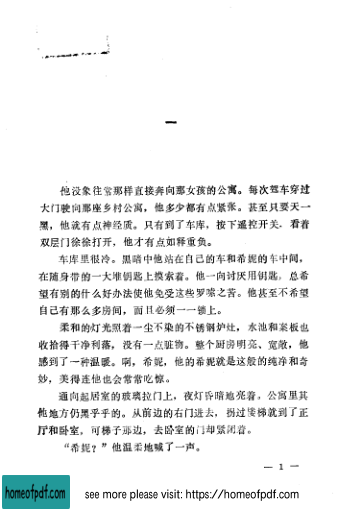 一
他没象往常那样直接奔向那女孩的公寓。每次驾车穿过
大门驶向那座乡村公寓，他多少都有点紧张。甚至只要天一
黑，他就有点神经质。只有到了车库，按下遥控开关，看着
双层门徐徐打开，他才有点如释重负。
车库里很冷。黑暗中他站在自己的车和希妮的车中间，
在随身带的一大堆钥匙上摸索着。他一向讨厌用钥匙，总希
望有别的什么好办法使他免受这些罗嗦之苦。他甚至不希望
自己有那么多房间，而且必须一一锁上。
柔和的灯光照着一尘不染的不锈钢炉灶，水池和案板也
收拾得干净利落，没有一点脏物。整个厨房明亮、宽敞，他
感到了一种温暖。啊，希妮，他的希妮就是这般的纯净和奇
妙，美得连他也会常常吃惊。
通向起居室的玻璃拉门上，夜灯昏暗地亮着。公寓里其
他地方仍黑乎乎的。从前边的右门进去，拐过楼梯就到了正
厅和卧室，可梯子那边，去卧室的门却紧闭着。
“希妮？”他温柔地喊了一声。
— 1 —
homeofpdf.com
see more please visit: https://homeofpdf.com